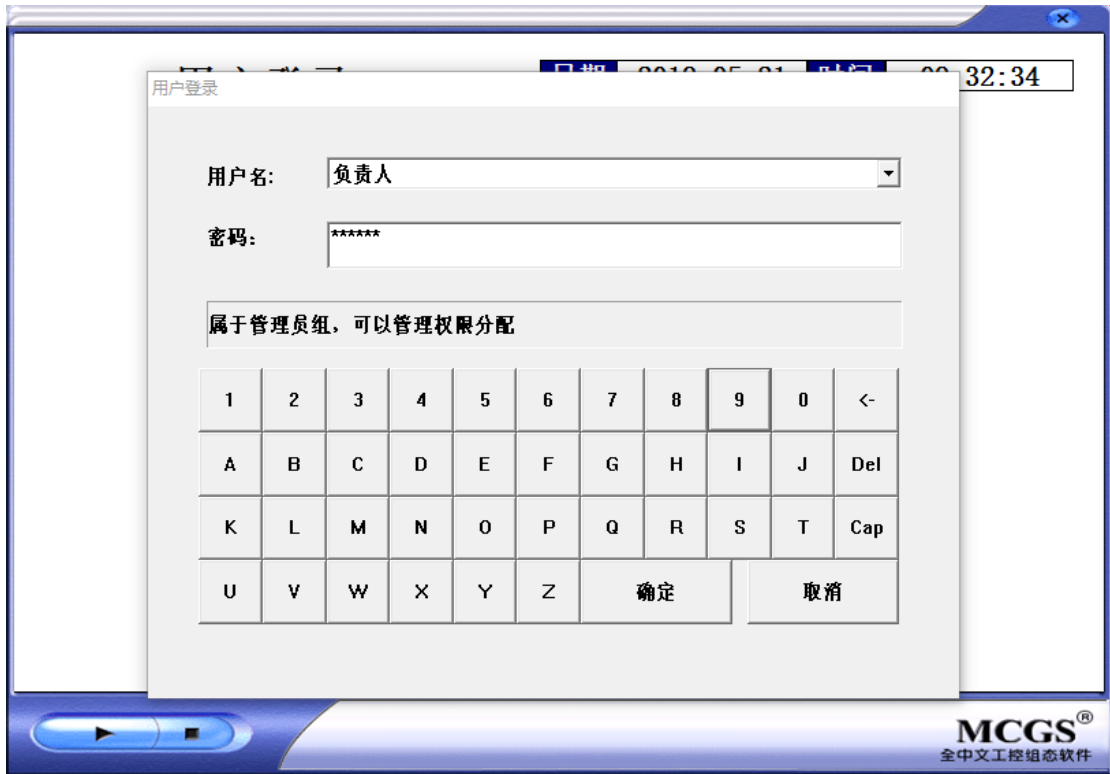 32:34
用户登录
用户名: 负责人
密码: ******
属于管理员组，可以管理权限分配
1 2 3 4 5 6 7 8 9 0 <-
A B C D E F G H I J Del
K L M N O P Q R S T Cap
U V W X Y Z 确定 取消
MCGS®
全中文工控组态软件